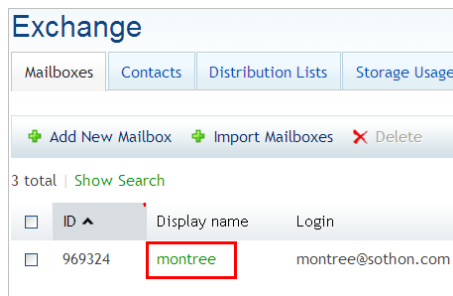 Exchange
Mailboxes Contacts Distribution Lists Storage Usage
Add New Mailbox Import Mailboxes Delete
3 total | Show Search
ID Display name Login
969324 montree montree@sothon.com